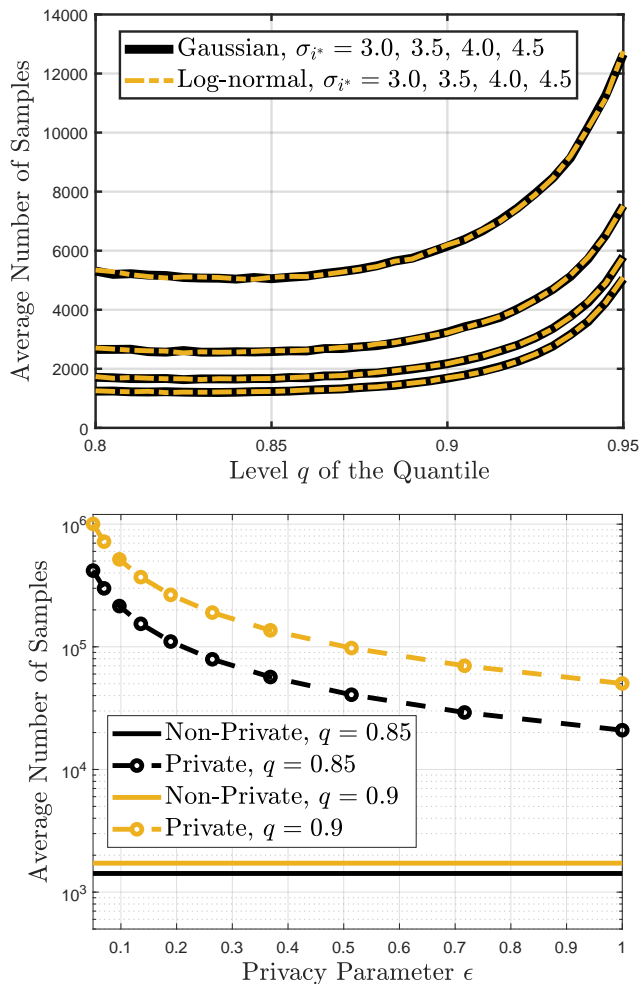 14000
12000
10000
8000
6000
4000
2000
0
Average Number of Samples
Gaussian, σ_{i*} = 3.0, 3.5, 4.0, 4.5
Log-normal, σ_{i*} = 3.0, 3.5, 4.0, 4.5
0.8 0.85 0.9 0.95
Level q of the Quantile
10^6
10^5
10^4
10^3
Average Number of Samples
Non-Private, q = 0.85
Private, q = 0.85
Non-Private, q = 0.9
Private, q = 0.9
0.1 0.2 0.3 0.4 0.5 0.6 0.7 0.8 0.9 1
Privacy Parameter ϵ